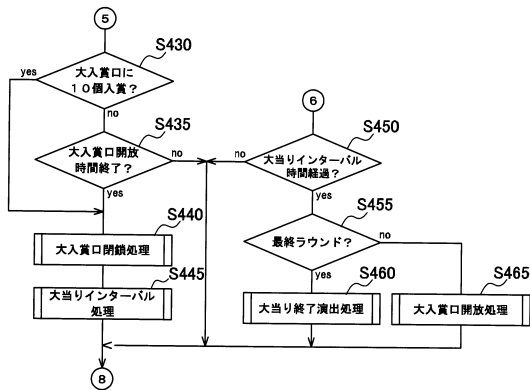 5
S430
大入賞口に
10個入賞?
yes
no
S435
大入賞口開放
時間終了?
no
yes
S440
大入賞口閉鎖処理
S445
大当りインターバル
処理
8
6
S450
大当りインターバル
時間経過?
no
yes
S455
最終ラウンド?
no
yes
S460
大当り終了演出処理
S465
大入賞口開放処理